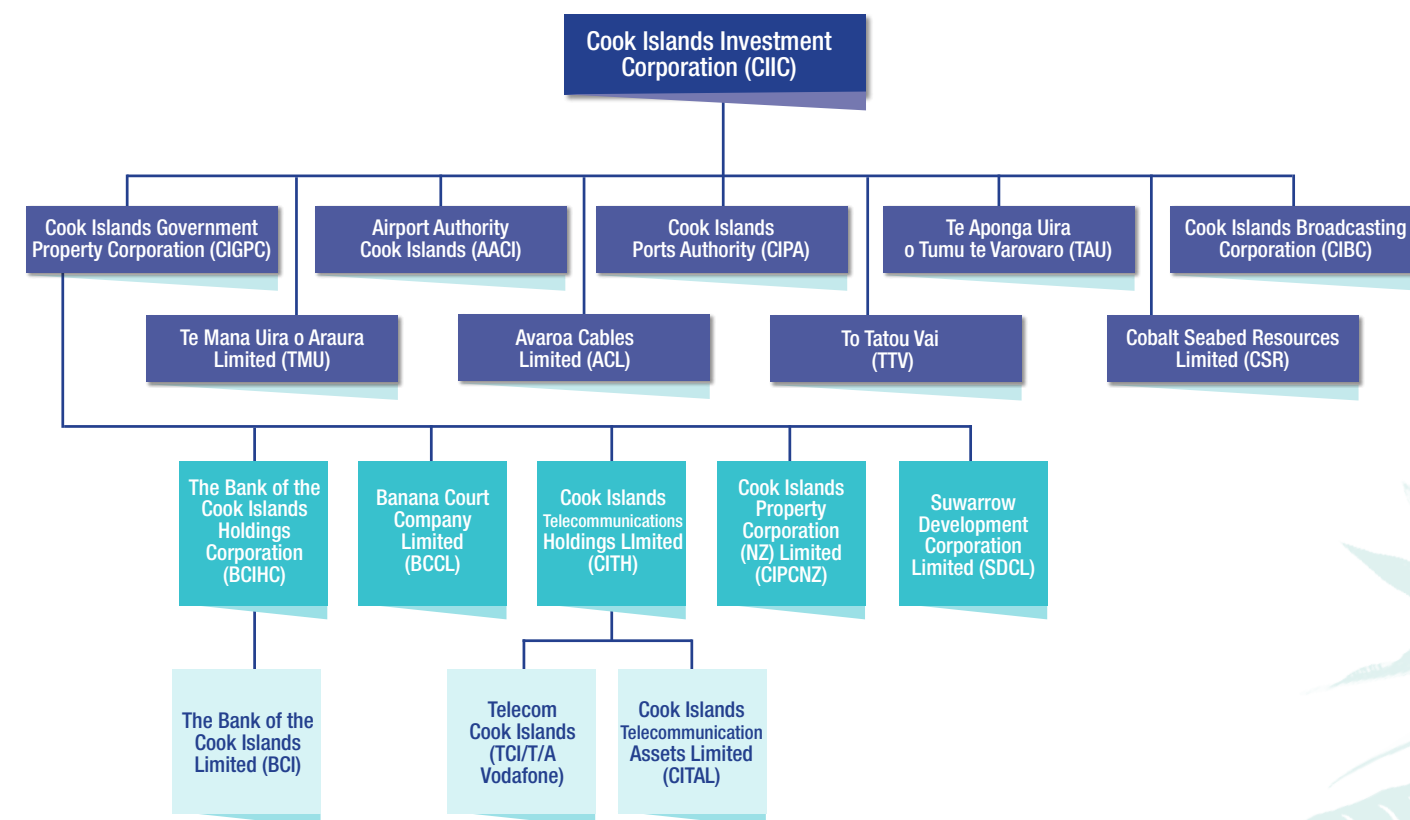 Cook Islands Investment
Corporation (CIIC)
Cook Islands Government
Property Corporation (CIGPC)
Airport Authority
Cook Islands (AACI)
Cook Islands
Ports Authority (CIPA)
Te Aponga Uira
o Tumu te Varovaro (TAU)
Cook Islands Broadcasting
Corporation (CIBC)
Te Mana Uira o Araura
Limited (TMU)
Avaroa Cables
Limited (ACL)
To Tatou Vai
(TTV)
Cobalt Seabed Resources
Limited (CSR)
The Bank of the
Cook Islands
Holdings
Corporation
(BCIHC)
Banana Court
Company
Limited
(BCCL)
Cook Islands
Telecommunications
Holdings LImited
(CITH)
Cook Islands
Property
Corporation
(NZ) Limited
(CIPCNZ)
Suwarrow
Development
Corporation
Limited (SDCL)
The Bank of the
Cook Islands
Limited (BCI)
Telecom
Cook Islands
(TCI/T/A
Vodafone)
Cook Islands
Telecommunication
Assets Limited
(CITAL)